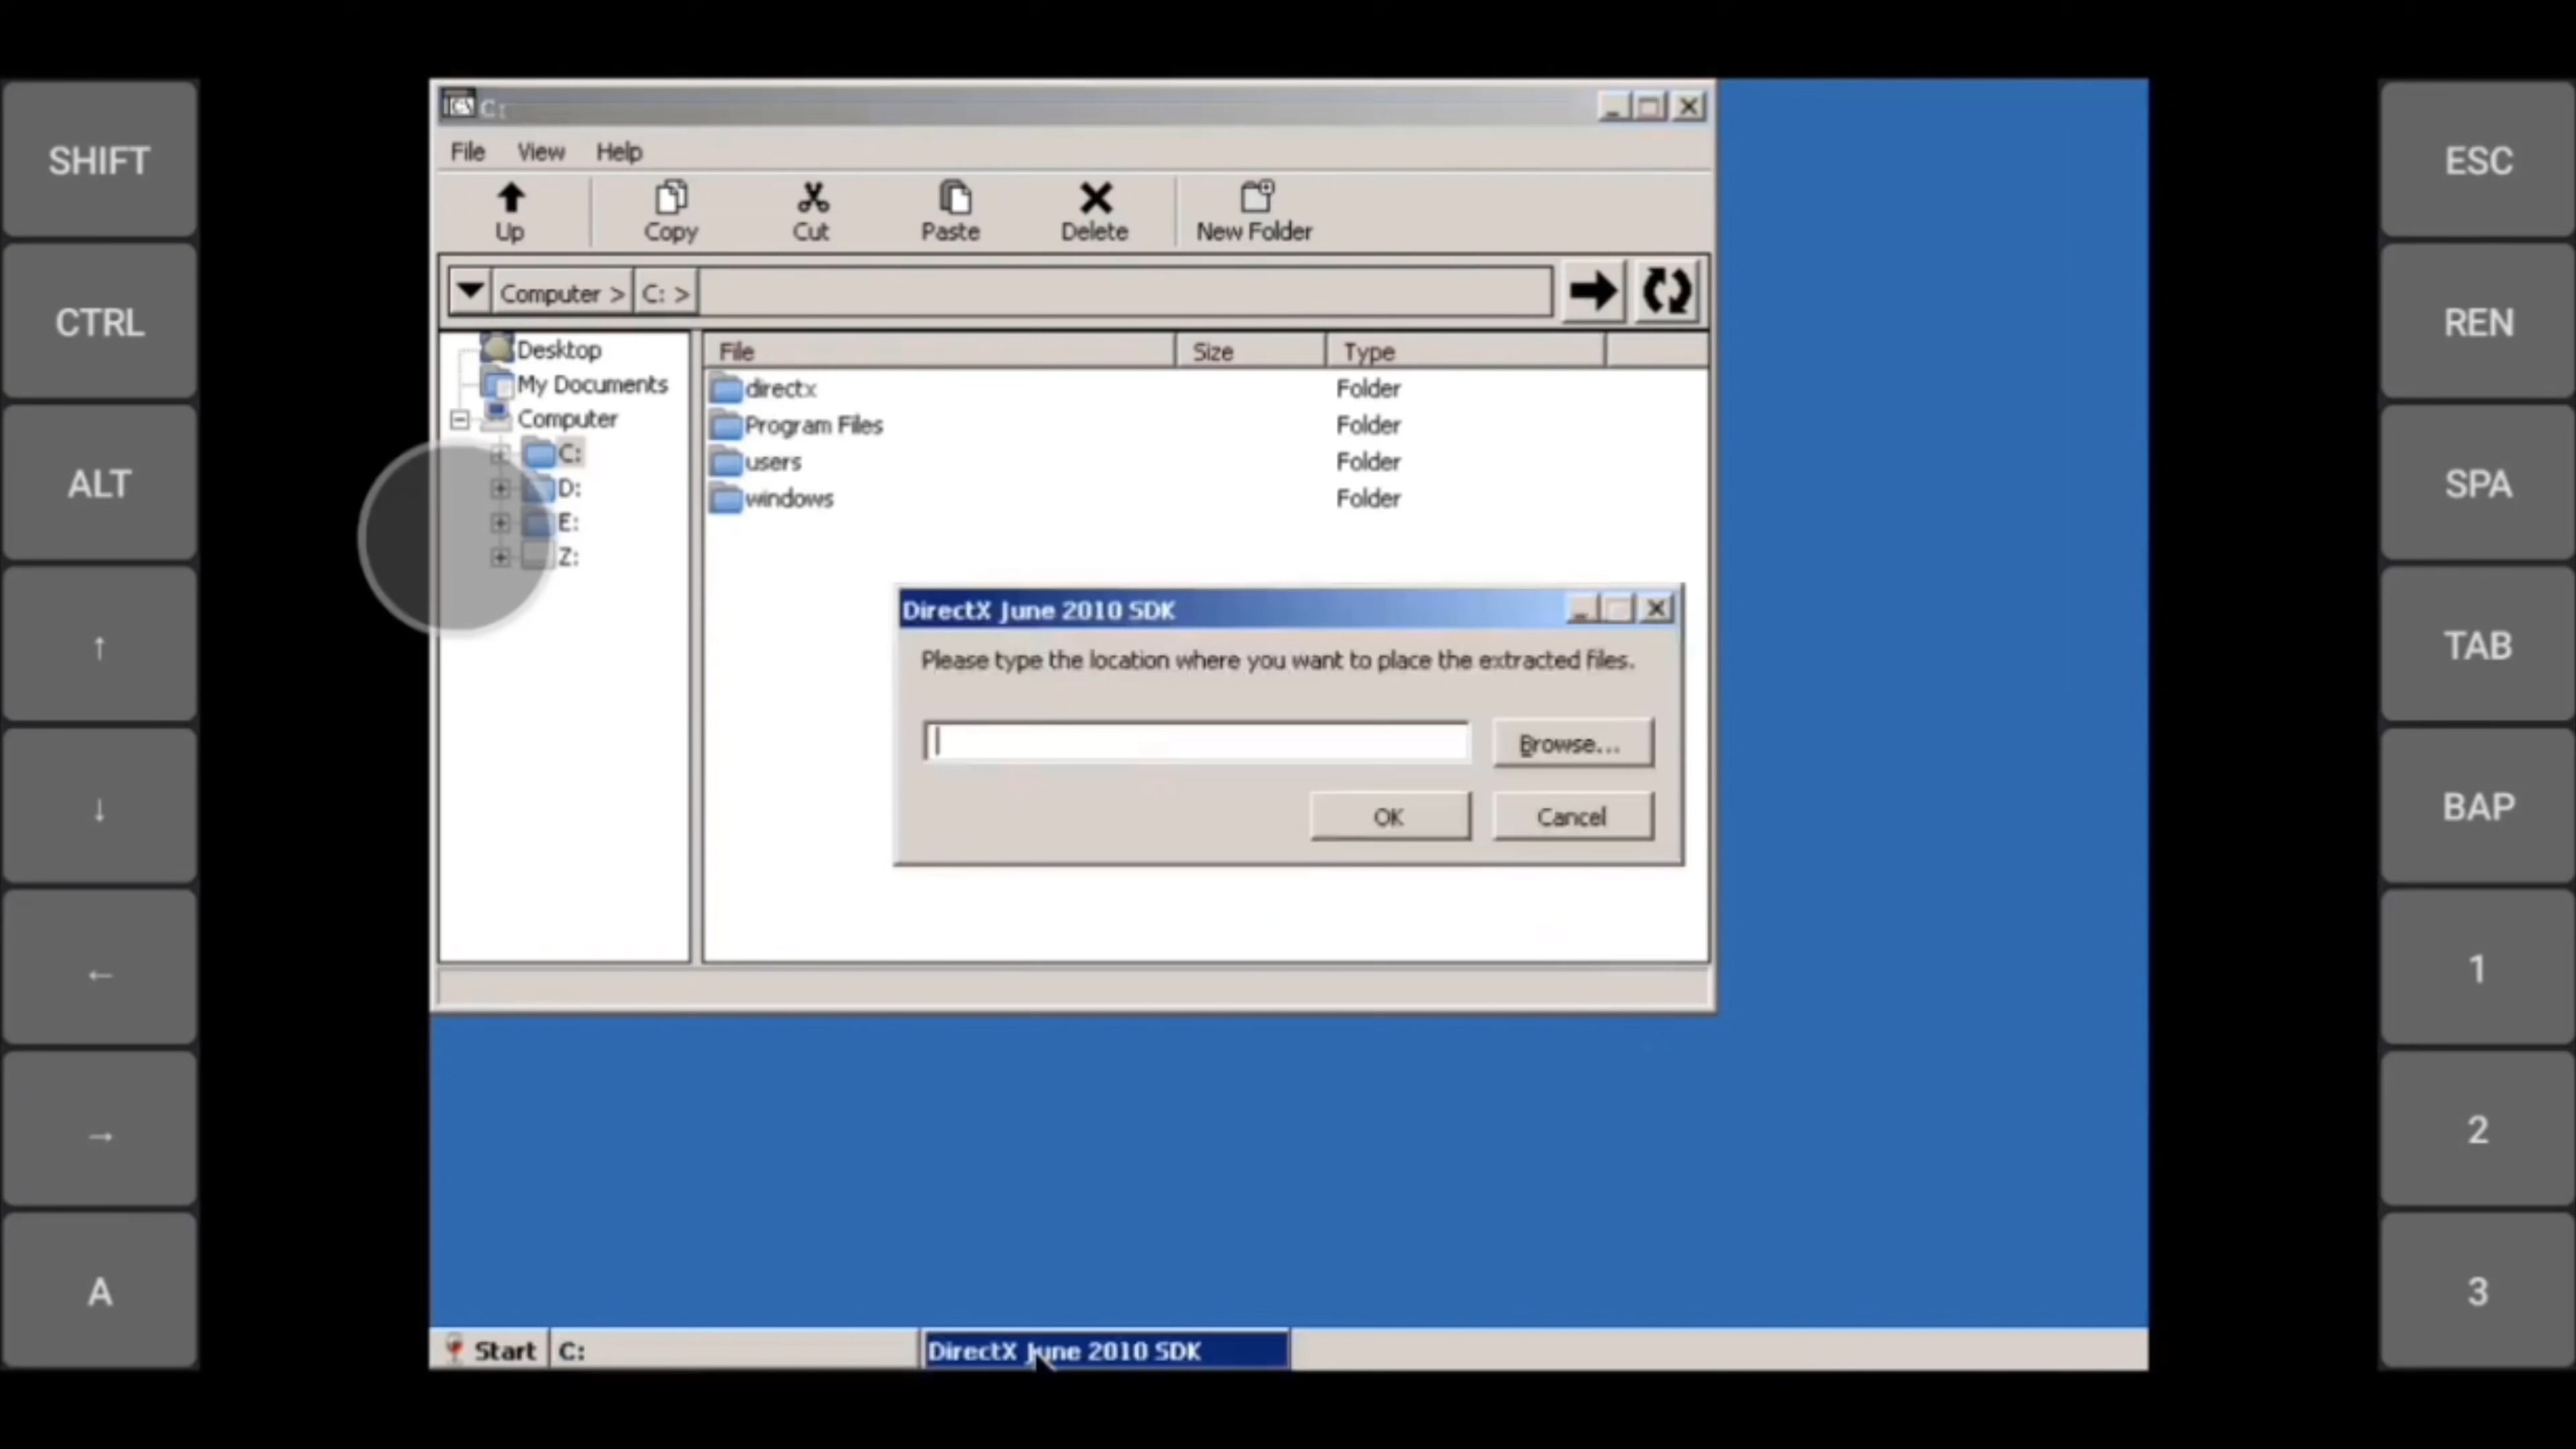 SHIFT
CTRL
ALT
↑
↓
←
→
A
C:
File View Help
Up Copy Cut Paste Delete New Folder
Computer > C: >
Desktop
My Documents
Computer
C:
D:
E:
Z:
File Size Type
directx Folder
Program Files Folder
users Folder
windows Folder
DirectX June 2010 SDK
Please type the location where you want to place the extracted files.
Browse...
OK Cancel
Start C: DirectX June 2010 SDK
ESC
REN
SPA
TAB
BAP
1
2
3